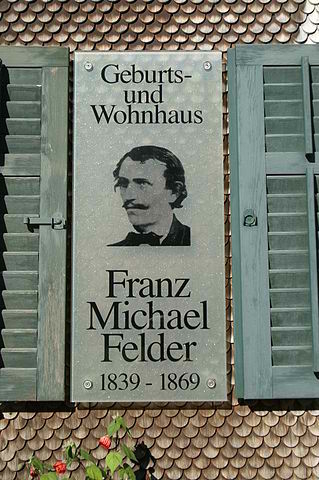 Geburts-
und
Wohnhaus
Franz
Michael
Felder
1839 - 1869